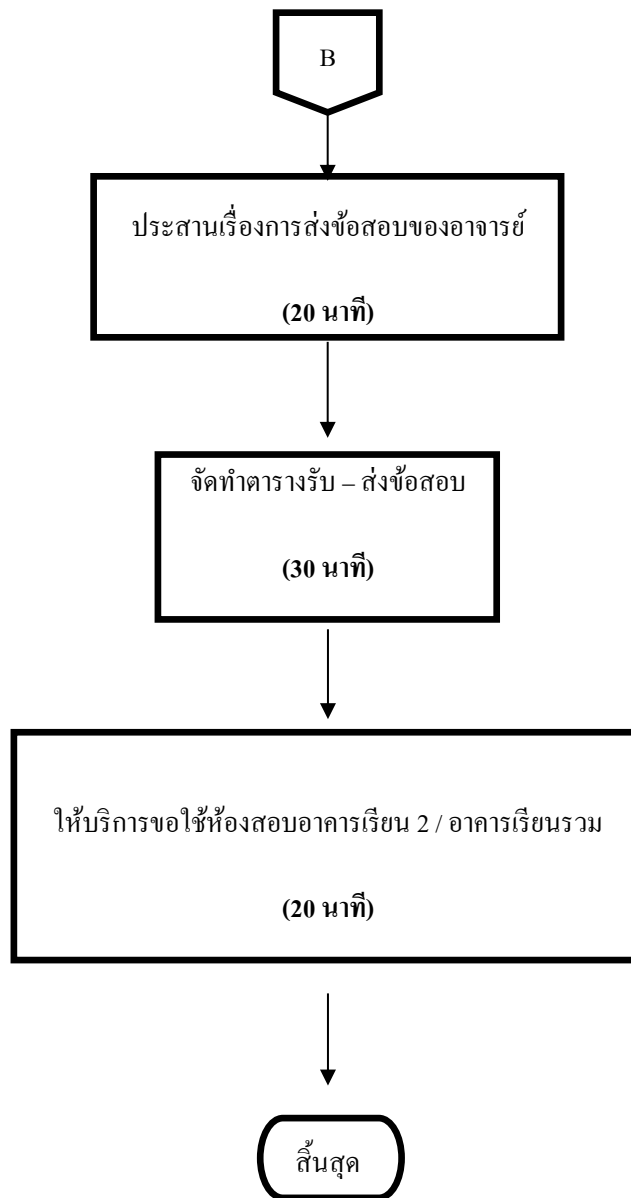 B
ประสานเรื่องการส่งข้อสอบของอาจารย์
(20 นาที)
จัดทำตารางรับ – ส่งข้อสอบ
(30 นาที)
ให้บริการขอใช้ห้องสอบอาคารเรียน 2 / อาคารเรียนรวม
(20 นาที)
สิ้นสุด